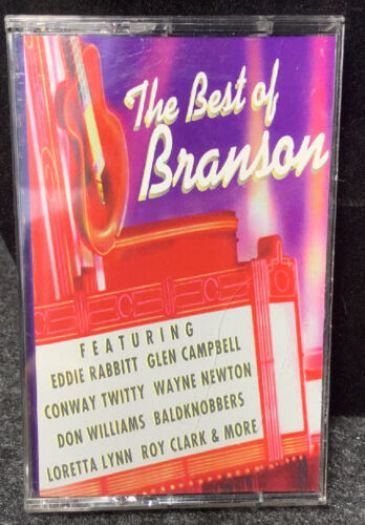 The Best of
Branson
FEATURING
EDDIE RABBITT GLEN CAMPBELL
CONWAY TWITTY WAYNE NEWTON
DON WILLIAMS BALDKNOBBERS
LORETTA LYNN ROY CLARK & MORE